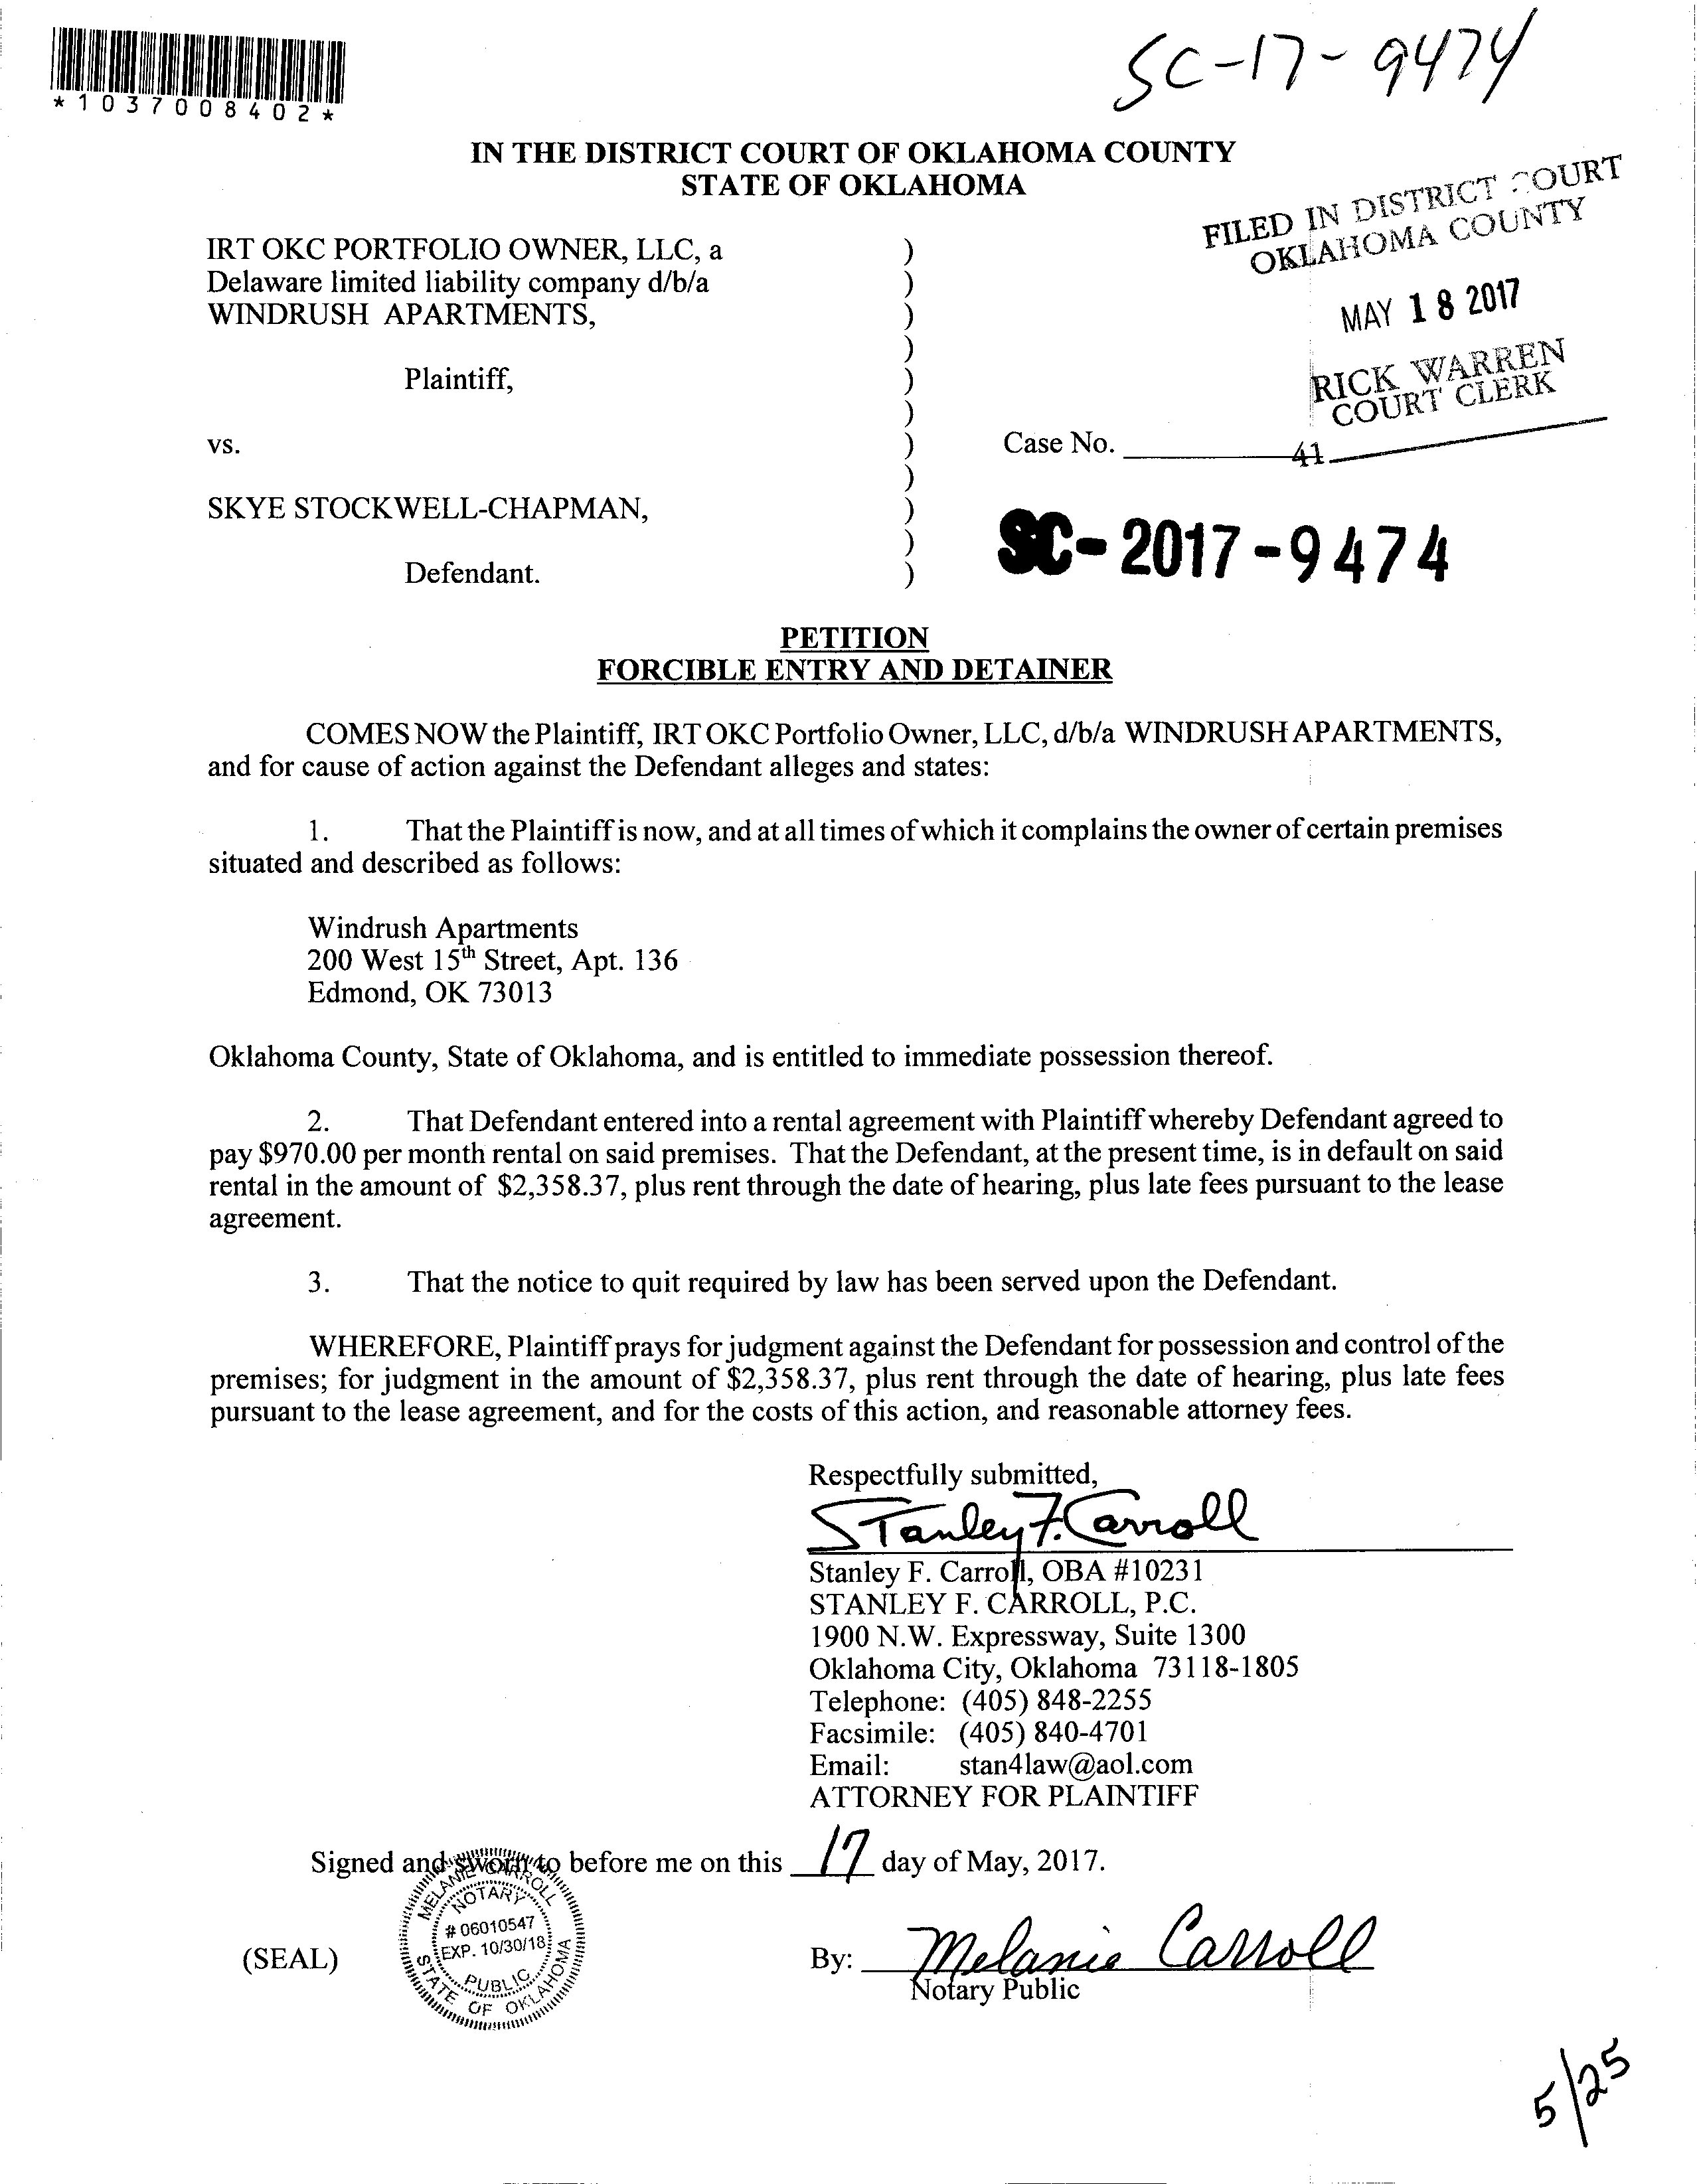 *1037008402*
SC-17-9474
IN THE DISTRICT COURT OF OKLAHOMA COUNTY
STATE OF OKLAHOMA
FILED IN DISTRICT COURT
OKLAHOMA COUNTY
MAY 18 2017
RICK WARREN
COURT CLERK
41
IRT OKC PORTFOLIO OWNER, LLC, a )
Delaware limited liability company d/b/a )
WINDRUSH APARTMENTS, )
)
Plaintiff, )
)
vs. ) Case No.
)
SKYE STOCKWELL-CHAPMAN, )
)
Defendant. )
SC-2017-9474
PETITION
FORCIBLE ENTRY AND DETAINER
COMES NOW the Plaintiff, IRT OKC Portfolio Owner, LLC, d/b/a WINDRUSH APARTMENTS,
and for cause of action against the Defendant alleges and states:
1. That the Plaintiff is now, and at all times of which it complains the owner of certain premises
situated and described as follows:
Windrush Apartments
200 West 15th Street, Apt. 136
Edmond, OK 73013
Oklahoma County, State of Oklahoma, and is entitled to immediate possession thereof.
2. That Defendant entered into a rental agreement with Plaintiff whereby Defendant agreed to
pay $970.00 per month rental on said premises. That the Defendant, at the present time, is in default on said
rental in the amount of $2,358.37, plus rent through the date of hearing, plus late fees pursuant to the lease
agreement.
3. That the notice to quit required by law has been served upon the Defendant.
WHEREFORE, Plaintiff prays for judgment against the Defendant for possession and control of the
premises; for judgment in the amount of $2,358.37, plus rent through the date of hearing, plus late fees
pursuant to the lease agreement, and for the costs of this action, and reasonable attorney fees.
Respectfully submitted,
Stanley F. Carroll
Stanley F. Carroll, OBA #10231
STANLEY F. CARROLL, P.C.
1900 N.W. Expressway, Suite 1300
Oklahoma City, Oklahoma 73118-1805
Telephone: (405) 848-2255
Facsimile: (405) 840-4701
Email: stan4law@aol.com
ATTORNEY FOR PLAINTIFF
Signed and sworn to before me on this 17 day of May, 2017.
MELANIE CARROLL
NOTARY
# 06010547
EXP. 10/30/18
PUBLIC
STATE OF OKLAHOMA
(SEAL)
By: Melanie Carroll
Notary Public
5/25